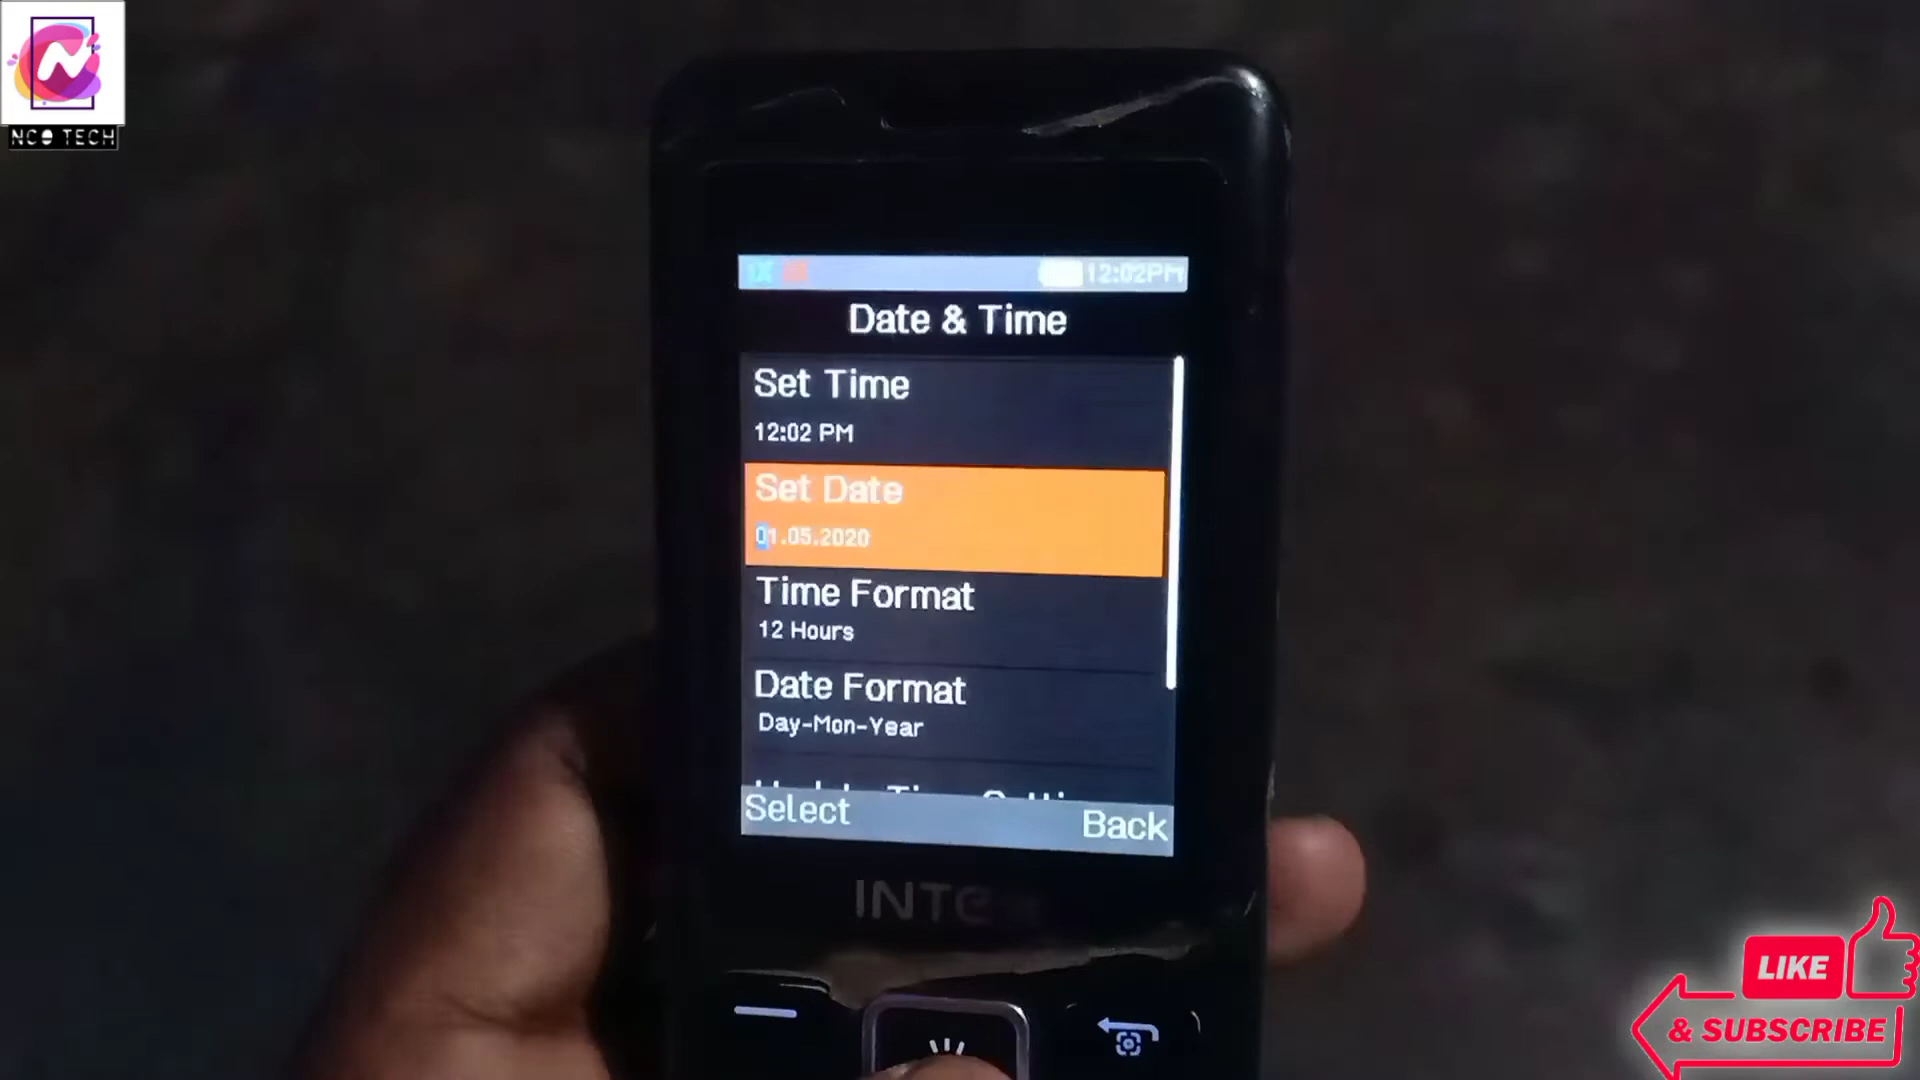 NCO TECH
12:02PM
Date & Time
Set Time
12:02 PM
Set Date
01.05.2020
Time Format
12 Hours
Date Format
Day-Mon-Year
Select
Back
LIKE
& SUBSCRIBE